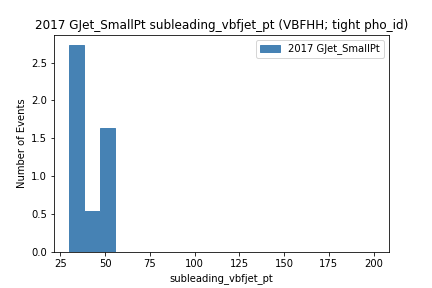 2017 GJet_SmallPt subleading_vbfjet_pt (VBFHH; tight pho_id)
2017 GJet_SmallPt
Number of Events
2.5
2.0
1.5
1.0
0.5
0.0
25 50 75 100 125 150 175 200
subleading_vbfjet_pt